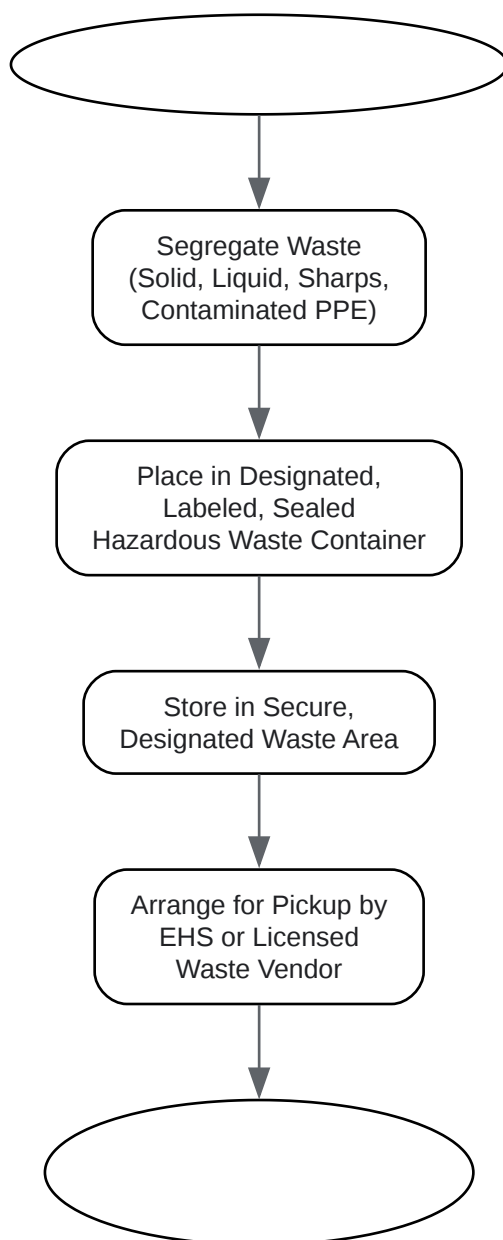 Segregate Waste
(Solid, Liquid, Sharps,
Contaminated PPE)
Place in Designated,
Labeled, Sealed
Hazardous Waste Container
Store in Secure,
Designated Waste Area
Arrange for Pickup by
EHS or Licensed
Waste Vendor